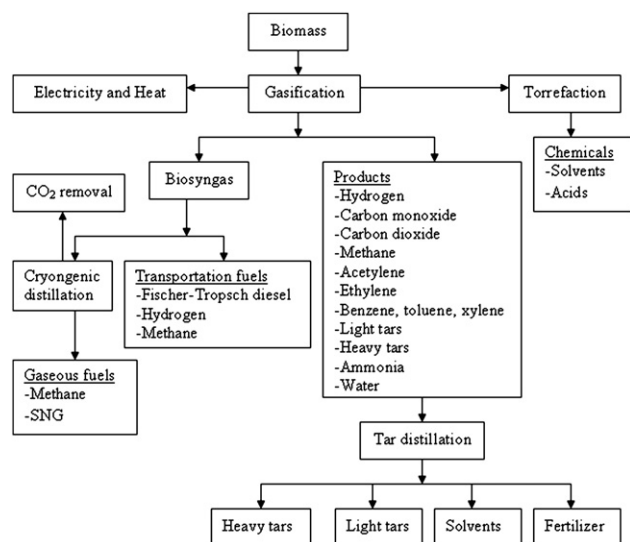 Biomass
Electricity and Heat
Gasification
Torrefaction
Biosyngas
Products
-Hydrogen
-Carbon monoxide
-Carbon dioxide
-Methane
-Acetylene
-Ethylene
-Benzene, toluene, xylene
-Light tars
-Heavy tars
-Ammonia
-Water
Chemicals
-Solvents
-Acids
CO2 removal
Cryongenic
distillation
Transportation fuels
-Fischer-Tropsch diesel
-Hydrogen
-Methane
Gaseous fuels
-Methane
-SNG
Tar distillation
Heavy tars
Light tars
Solvents
Fertilizer